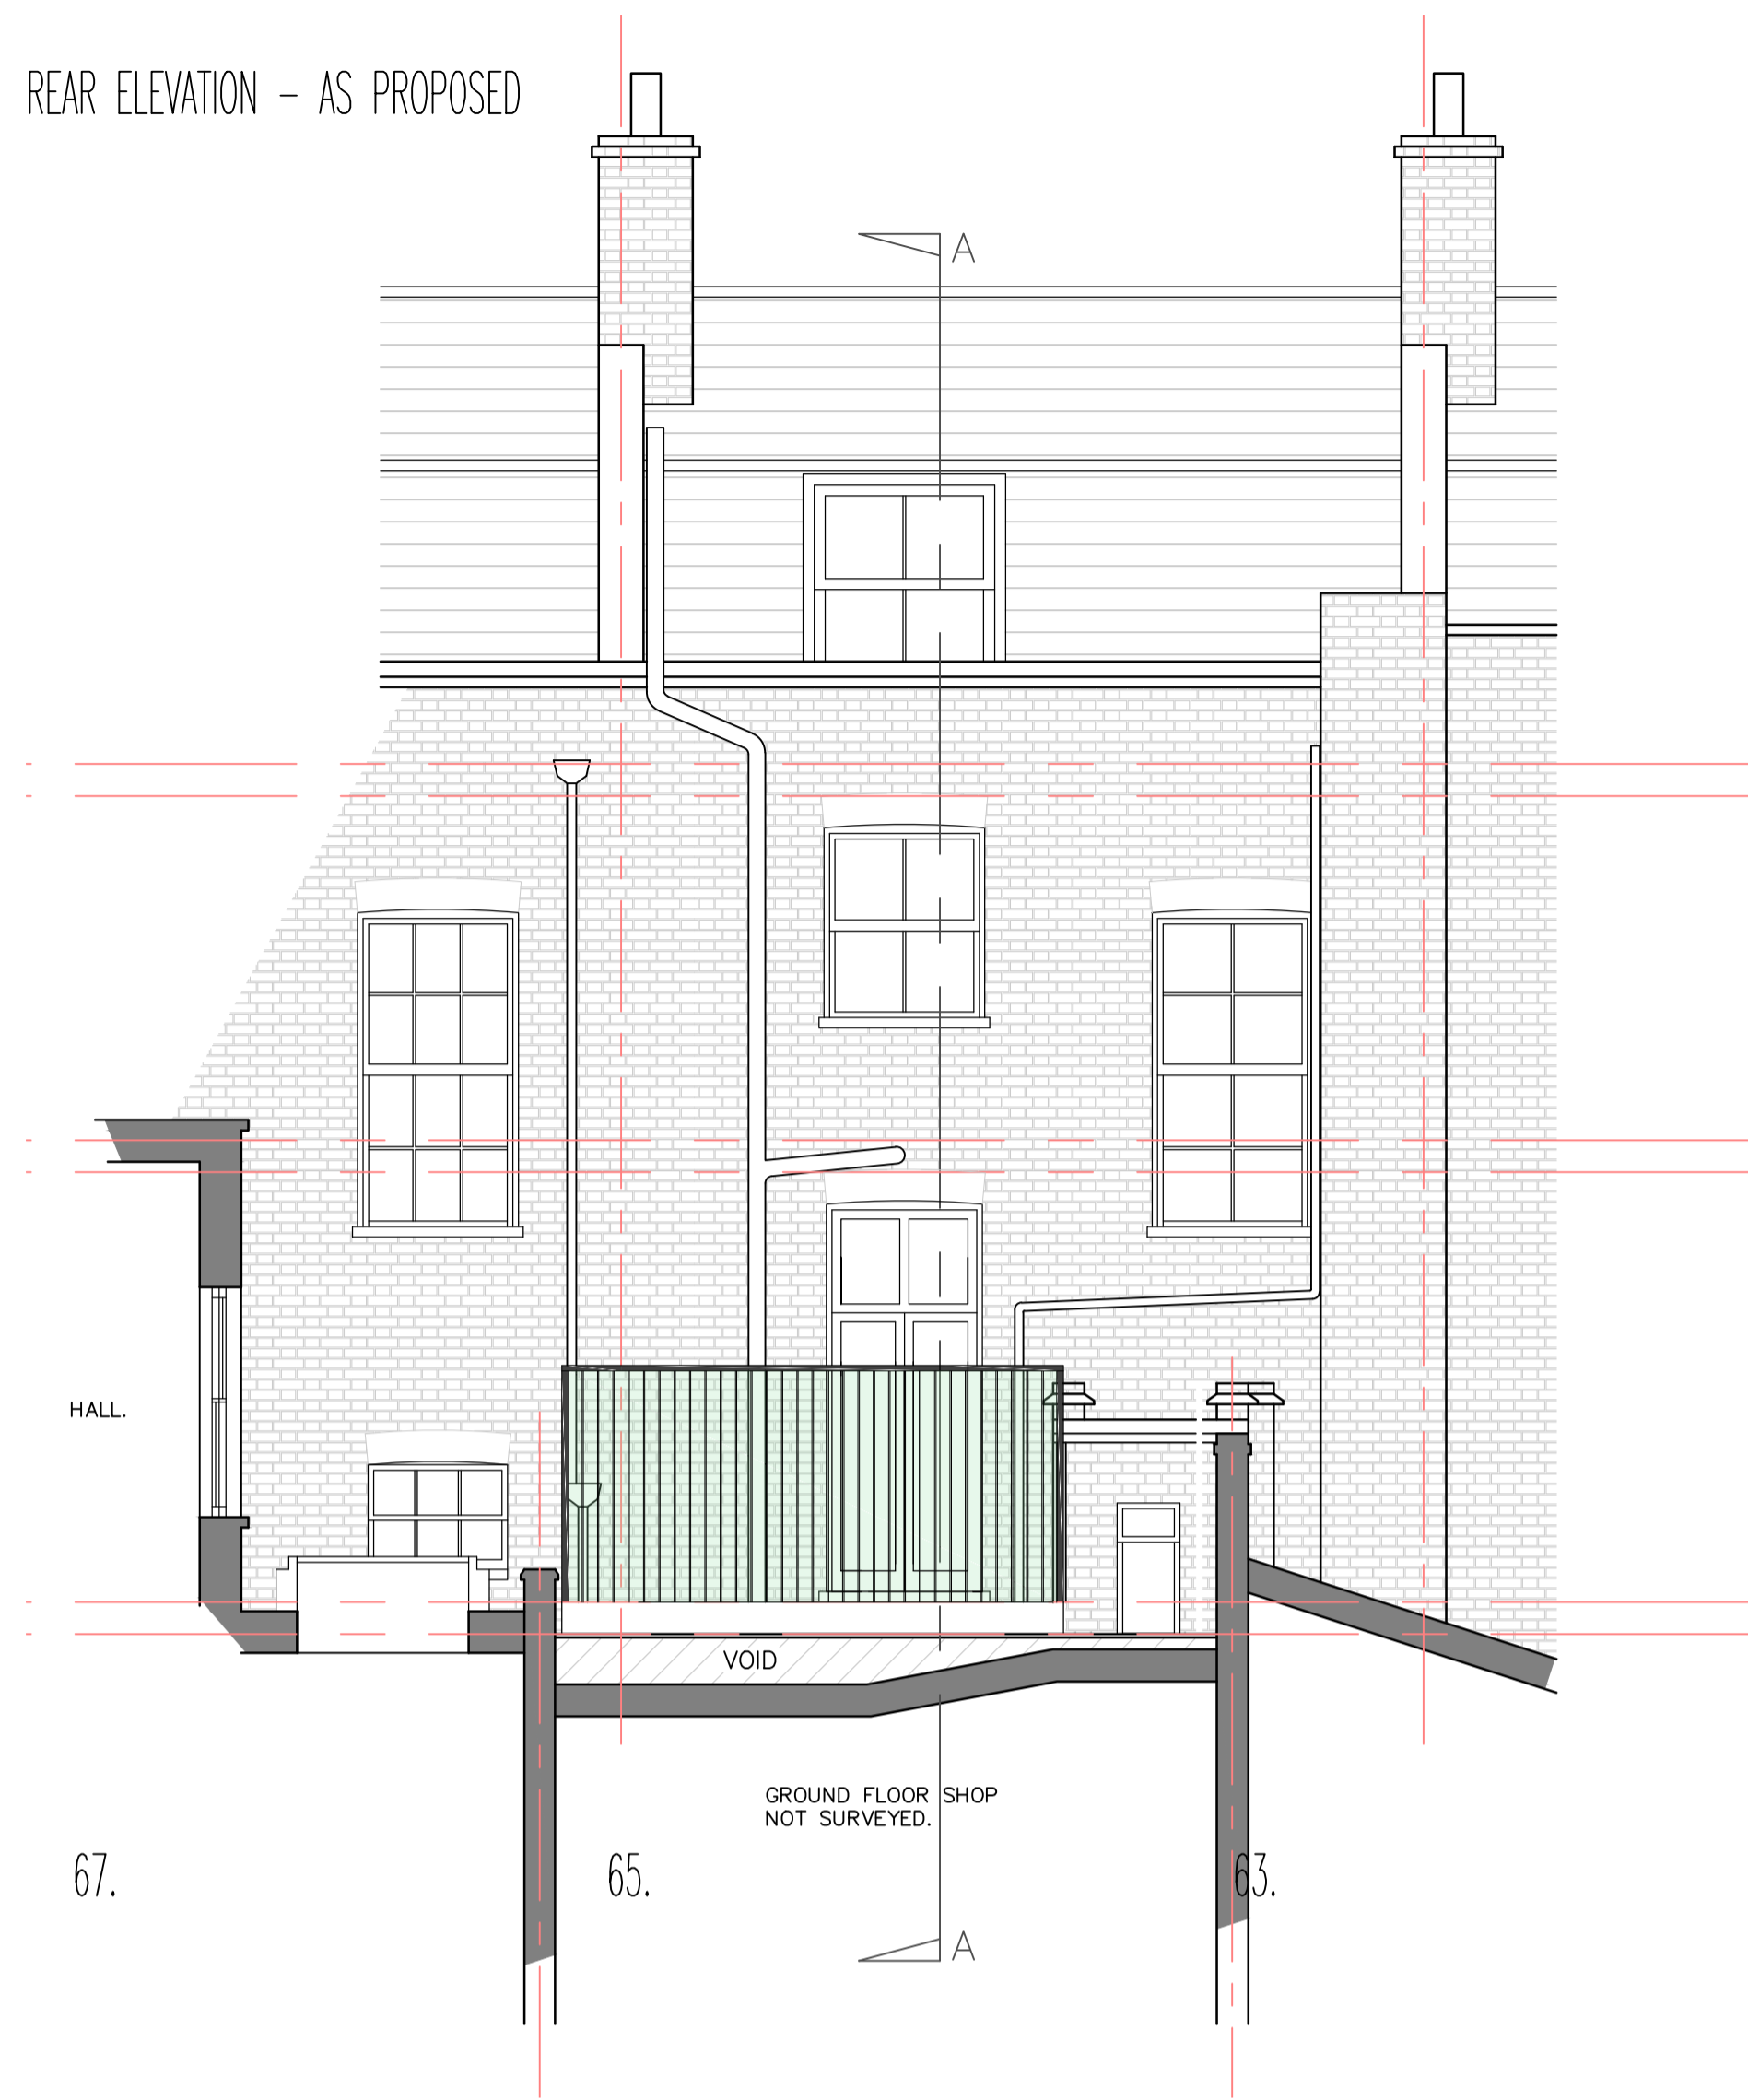 REAR ELEVATION - AS PROPOSED
A
HALL.
VOID
GROUND FLOOR SHOP
NOT SURVEYED.
67.
65.
63.
A